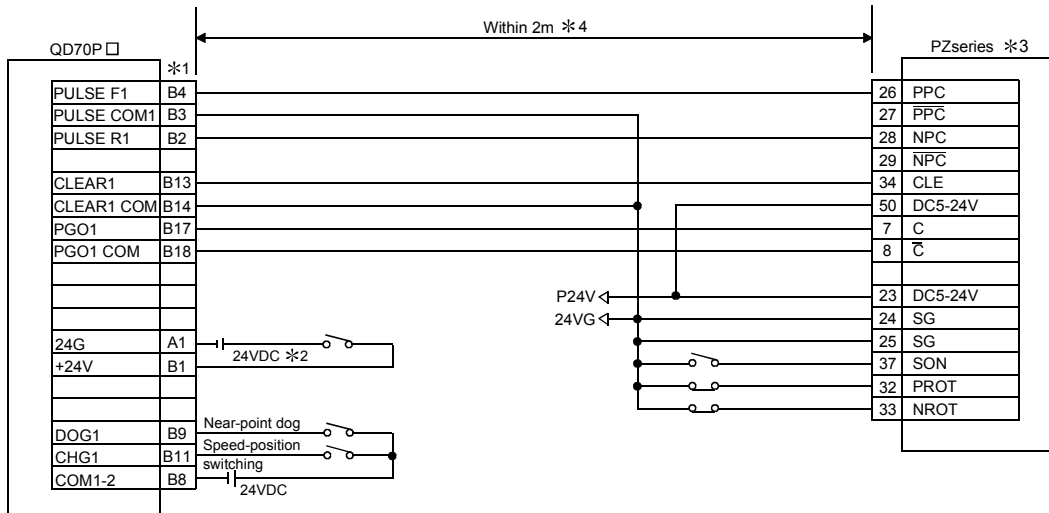 Within 2m ＊4
QD70P□
PZseries ＊3
＊1
PULSE F1 B4 26 PPC
PULSE COM1 B3 27 P̅P̅C̅
PULSE R1 B2 28 NPC
29 N̅P̅C̅
CLEAR1 B13 34 CLE
CLEAR1 COM B14 50 DC5-24V
PGO1 B17 7 C
PGO1 COM B18 8 C̅
P24V 23 DC5-24V
24VG 24 SG
24G A1 25 SG
24VDC ＊2
+24V B1 37 SON
32 PROT
33 NROT
Near-point dog
DOG1 B9
Speed-position
CHG1 B11
switching
COM1-2 B8
24VDC